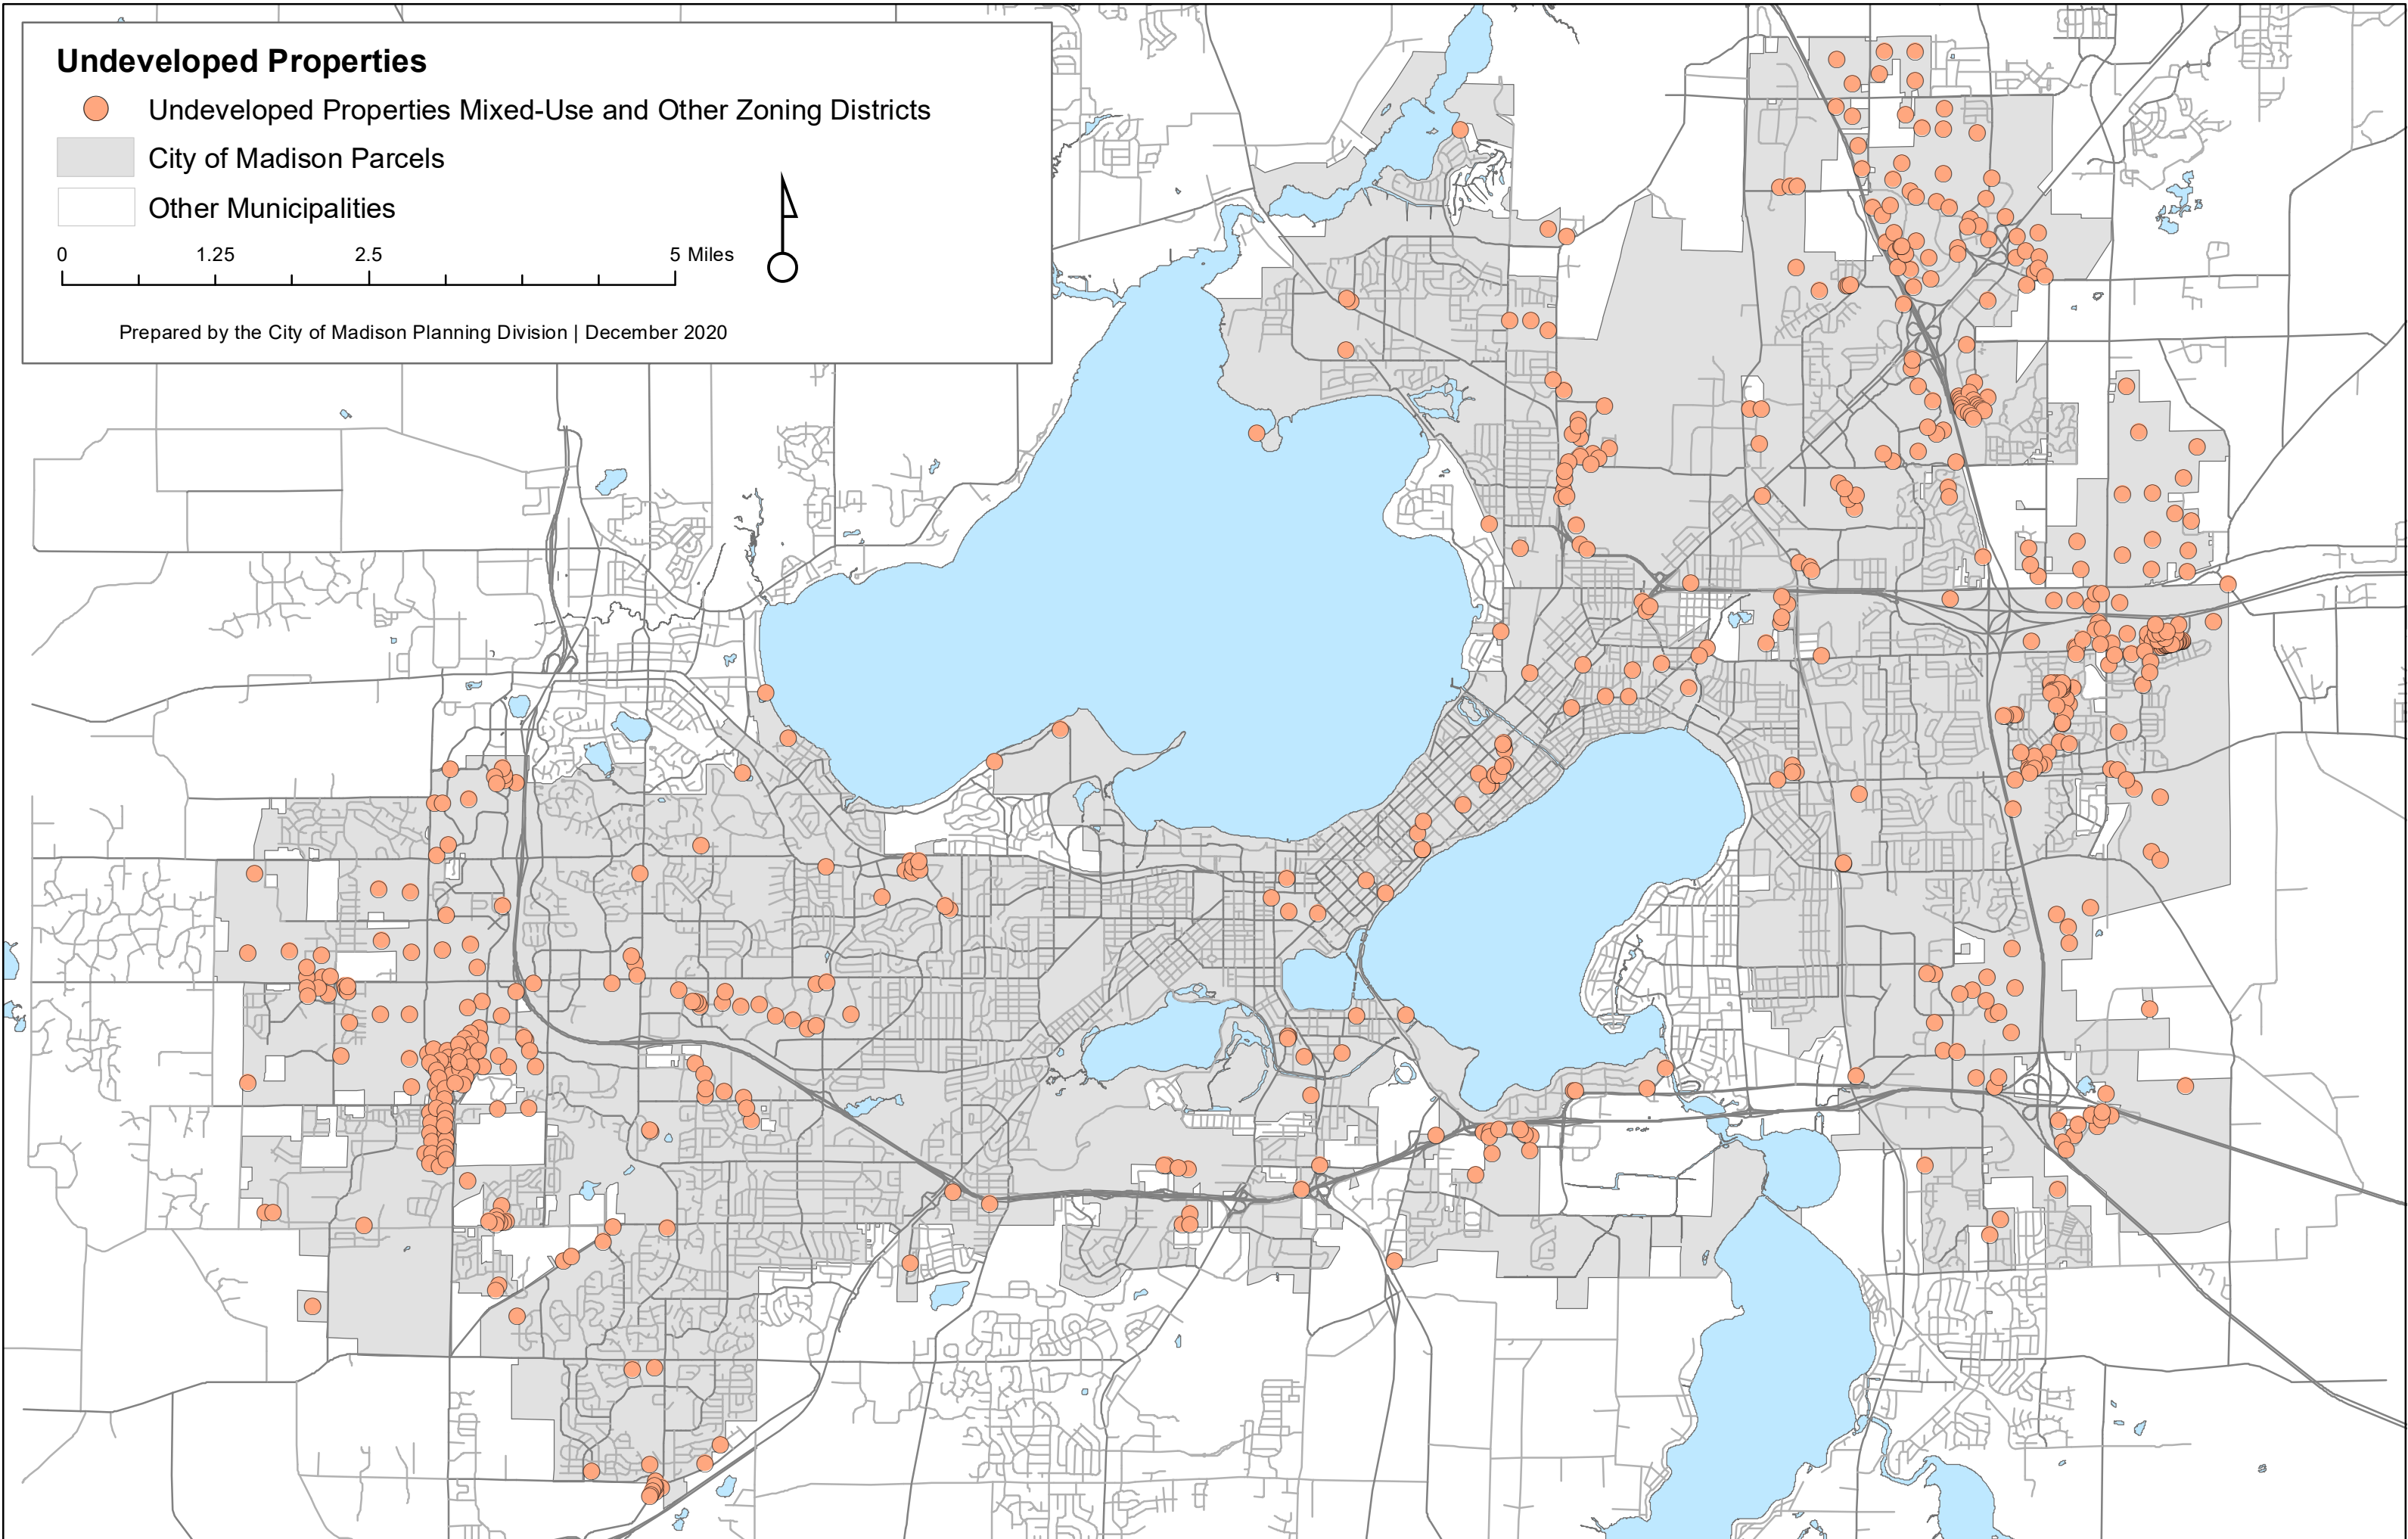 Undeveloped Properties
Undeveloped Properties Mixed-Use and Other Zoning Districts
City of Madison Parcels
Other Municipalities
0 1.25 2.5 5 Miles
Prepared by the City of Madison Planning Division | December 2020